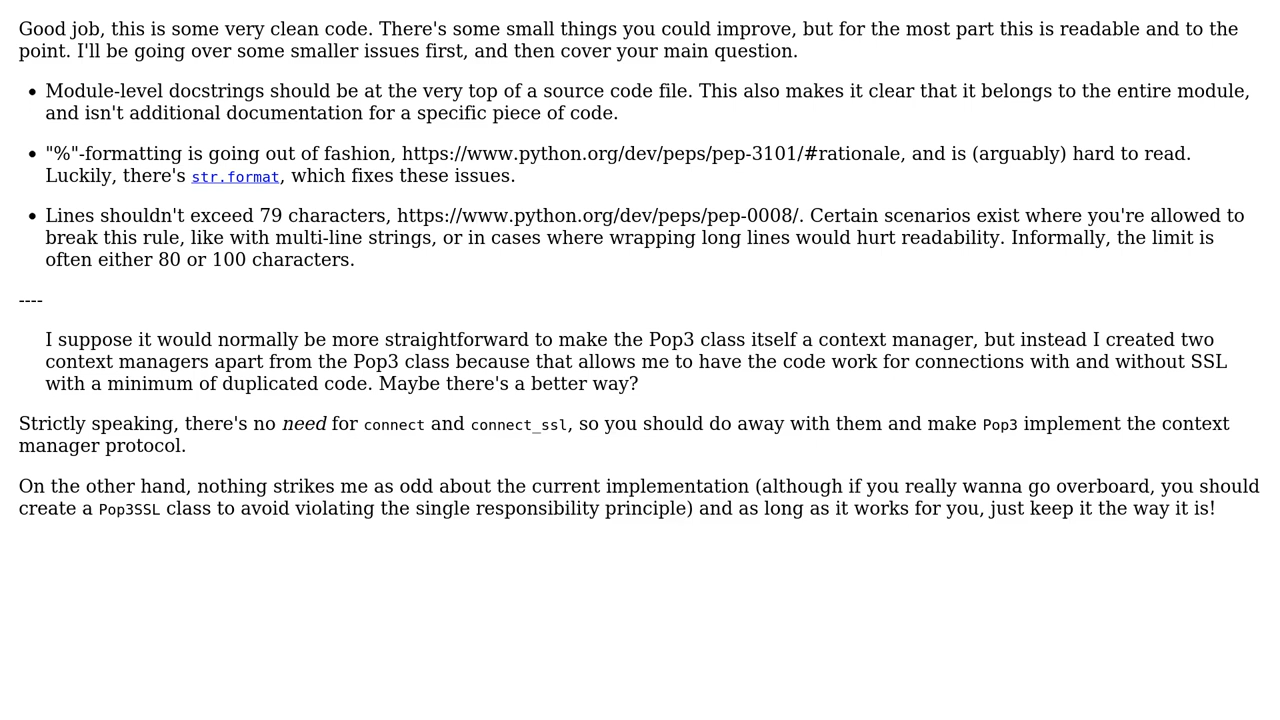 Good job, this is some very clean code. There's some small things you could improve, but for the most part this is readable and to the
point. I'll be going over some smaller issues first, and then cover your main question.
• Module-level docstrings should be at the very top of a source code file. This also makes it clear that it belongs to the entire module,
and isn't additional documentation for a specific piece of code.
• "%"-formatting is going out of fashion, https://www.python.org/dev/peps/pep-3101/#rationale, and is (arguably) hard to read.
Luckily, there's str.format, which fixes these issues.
• Lines shouldn't exceed 79 characters, https://www.python.org/dev/peps/pep-0008/. Certain scenarios exist where you're allowed to
break this rule, like with multi-line strings, or in cases where wrapping long lines would hurt readability. Informally, the limit is
often either 80 or 100 characters.
----
I suppose it would normally be more straightforward to make the Pop3 class itself a context manager, but instead I created two
context managers apart from the Pop3 class because that allows me to have the code work for connections with and without SSL
with a minimum of duplicated code. Maybe there's a better way?
Strictly speaking, there's no need for connect and connect_ssl, so you should do away with them and make Pop3 implement the context
manager protocol.
On the other hand, nothing strikes me as odd about the current implementation (although if you really wanna go overboard, you should
create a Pop3SSL class to avoid violating the single responsibility principle) and as long as it works for you, just keep it the way it is!